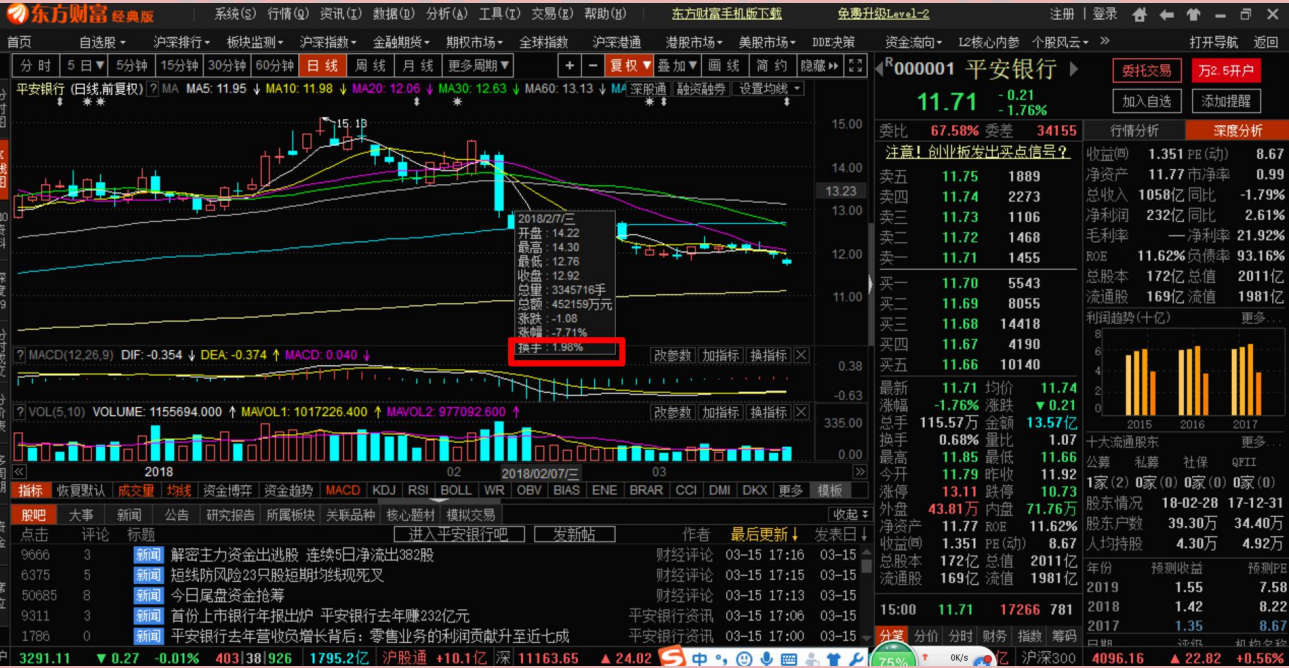 东方财富 经典版 系统(S) 行情(Q) 资讯(I) 数据(D) 分析(A) 工具(T) 交易(E) 帮助(H) 东方财富手机版下载 免费升级Level-2 注册 | 登录
首页 自选股 沪深排行 板块监测 沪深指数 金融期货 期权市场 全球指数 沪深港通 港股市场 美股市场 DDE决策 资金流向 L2核心内参 个股风云 » 打开导航 返回
分时 5日▼ 5分钟 15分钟 30分钟 60分钟 日线 周线 月线 更多周期▼ + − 复权▼ 叠加▼ 画线 简约 隐藏
平安银行 (日线,前复权) ? MA MA5: 11.95 ↓ MA10: 11.98 ↓ MA20: 12.06 ↓ MA30: 12.63 ↓ MA60: 13.13 ↓ MA 深股通 融资融券 设置均线
15.13
15.00
14.00
13.23
13.00
12.00
11.00
2018/2/7/三
开盘 : 14.22
最高 : 14.30
最低 : 12.76
收盘 : 12.92
总量 : 3345716手
总额 : 452159万元
涨跌 : -1.08
涨幅 : -7.71%
换手 : 1.98%
? MACD(12,26,9) DIF: -0.354 ↓ DEA: -0.374 ↑ MACD: 0.040 ↓ 改参数 加指标 换指标
0.38
-0.63
? VOL(5,10) VOLUME: 1155694.000 ↑ MAVOL1: 1017226.400 ↑ MAVOL2: 977092.600 ↑ 改参数 加指标 换指标
335.00
0.00
2018 02 2018/02/07/三 03
指标 恢复默认 成交量 均线 资金博弈 资金趋势 MACD KDJ RSI BOLL WR OBV BIAS ENE BRAR CCI DMI DKX 更多 模板
股吧 大事 新闻 公告 研究报告 所属板块 关联品种 核心题材 模拟交易 收起
点击 评论 标题 进入平安银行吧 发新帖 作者 最后更新↓ 发表日↓
9666 3 新闻 解密主力资金出逃股 连续5日净流出382股 财经评论 03-15 17:16 03-15
6375 5 新闻 短线防风险23只股短期均线现死叉 财经评论 03-15 17:15 03-15
50685 8 新闻 今日尾盘资金抢筹 财经评论 03-15 17:13 03-15
9311 3 新闻 首份上市银行年报出炉 平安银行去年赚232亿元 平安银行资讯 03-15 17:06 03-15
1786 0 新闻 平安银行去年营收负增长背后：零售业务的利润贡献升至近七成 平安银行资讯 03-15 17:00 03-15
R 000001 平安银行
11.71 -0.21
-1.76%
委托交易 万2.5开户
加入自选 添加提醒
委比 67.58% 委差 34155
注意！创业板发出买点信号？
卖五 11.75 1889
卖四 11.74 2273
卖三 11.73 1106
卖二 11.72 1468
卖一 11.71 1455
买一 11.70 5543
买二 11.69 8055
买三 11.68 14418
买四 11.67 4190
买五 11.66 10140
最新 11.71 均价 11.74
涨幅 -1.76% 涨跌 ▼0.21
总手 115.57万 金额 13.57亿
换手 0.68% 量比 1.07
最高 11.85 最低 11.66
今开 11.79 昨收 11.92
涨停 13.11 跌停 10.73
外盘 43.81万 内盘 71.76万
净资产 11.77 ROE 11.62%
收益㈣ 1.351 PE(动) 8.67
总股本 172亿 总值 2011亿
流通股 169亿 流值 1981亿
15:00 11.71 17266 781
分笔 分价 分时 财务 指数 筹码
行情分析 深度分析
收益㈣ 1.351 PE(动) 8.67
净资产 11.77 市净率 0.99
总收入 1058亿 同比 -1.79%
净利润 232亿 同比 2.61%
毛利率 — 净利率 21.92%
ROE 11.62% 负债率 93.16%
总股本 172亿 总值 2011亿
流通股 169亿 流值 1981亿
利润趋势(十亿) 更多
8
6
4
2
0
2015 2016 2017
十大流通股东 更多
公募 私募 社保 QFII
1家(2) 0家(0) 0家(0) 0家(0)
股东情况 18-02-28 17-12-31
股东户数 39.30万 34.40万
人均持股 4.30万 4.92万
年份 预测收益 预测PE
2019 1.55 7.58
2018 1.42 8.22
2017 1.35 8.67
3291.11 ▼0.27 -0.01% 403|38|926 1795.2亿 沪股通 +10.1亿 深 11163.65 ▲24.02 中 75% 0K/s 沪深300 4096.16 ▲22.82 +0.56%